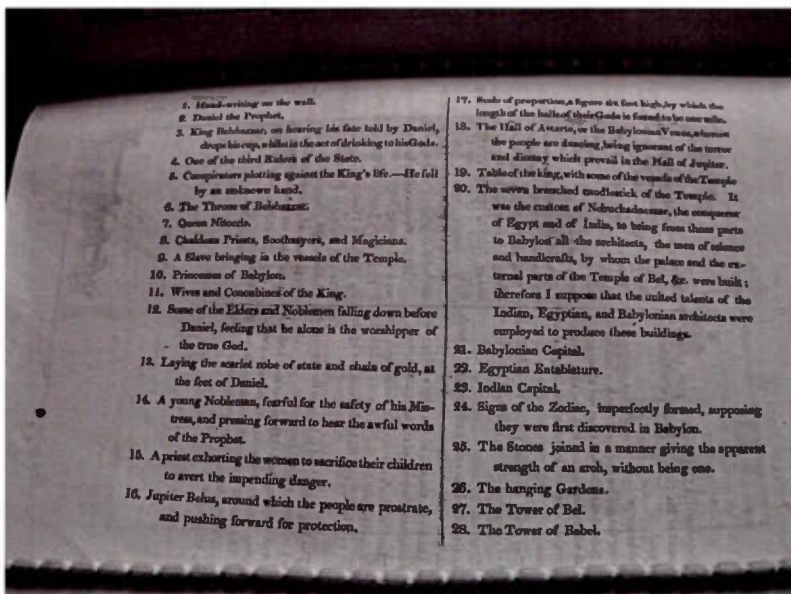 1. Hand-writing on the wall.
2. Daniel the Prophet.
3. King Belshazzar, on hearing his fate told by Daniel,
drops his cup, whilst in the act of drinking to his Gods.
4. One of the third Rulers of the State.
5. Conspirators plotting against the King's life.—He fell
by an unknown hand.
6. The Throne of Belshazzar.
7. Queen Nitocris.
8. Chaldean Priests, Soothsayers, and Magicians.
9. A Slave bringing in the vessels of the Temple.
10. Princesses of Babylon.
11. Wives and Concubines of the King.
12. Some of the Elders and Noblemen falling down before
Daniel, feeling that he alone is the worshipper of
the true God.
13. Laying the scarlet robe of state and chain of gold, at
the feet of Daniel.
14. A young Nobleman, fearful for the safety of his Mis-
tress, and pressing forward to hear the awful words
of the Prophet.
15. A priest exhorting the women to sacrifice their children
to avert the impending danger.
16. Jupiter Belus, around which the people are prostrate,
and pushing forward for protection.
17. Scale of proportion, a figure six feet high, by which the
length of the hall of their Gods is found to be one mile.
18. The Hall of Astarte, or the Babylonian Venus, wherein
the people are dancing, being ignorant of the terror
and dismay which prevail in the Hall of Jupiter.
19. Table of the king, with some of the vessels of the Temple
20. The seven branched candlestick of the Temple. It
was the custom of Nebuchadnezzar, the conqueror
of Egypt and of India, to bring from those parts
to Babylon all the architects, the men of science
and handicrafts, by whom the palace and the ex-
ternal parts of the Temple of Bel, &c. were built;
therefore I suppose that the united talents of the
Indian, Egyptian, and Babylonian architects were
employed to produce these buildings.
21. Babylonian Capital.
22. Egyptian Entablature.
23. Indian Capital.
24. Signs of the Zodiac, imperfectly formed, supposing
they were first discovered in Babylon.
25. The Stones joined in a manner giving the apparent
strength of an arch, without being one.
26. The hanging Gardens.
27. The Tower of Bel.
28. The Tower of Babel.